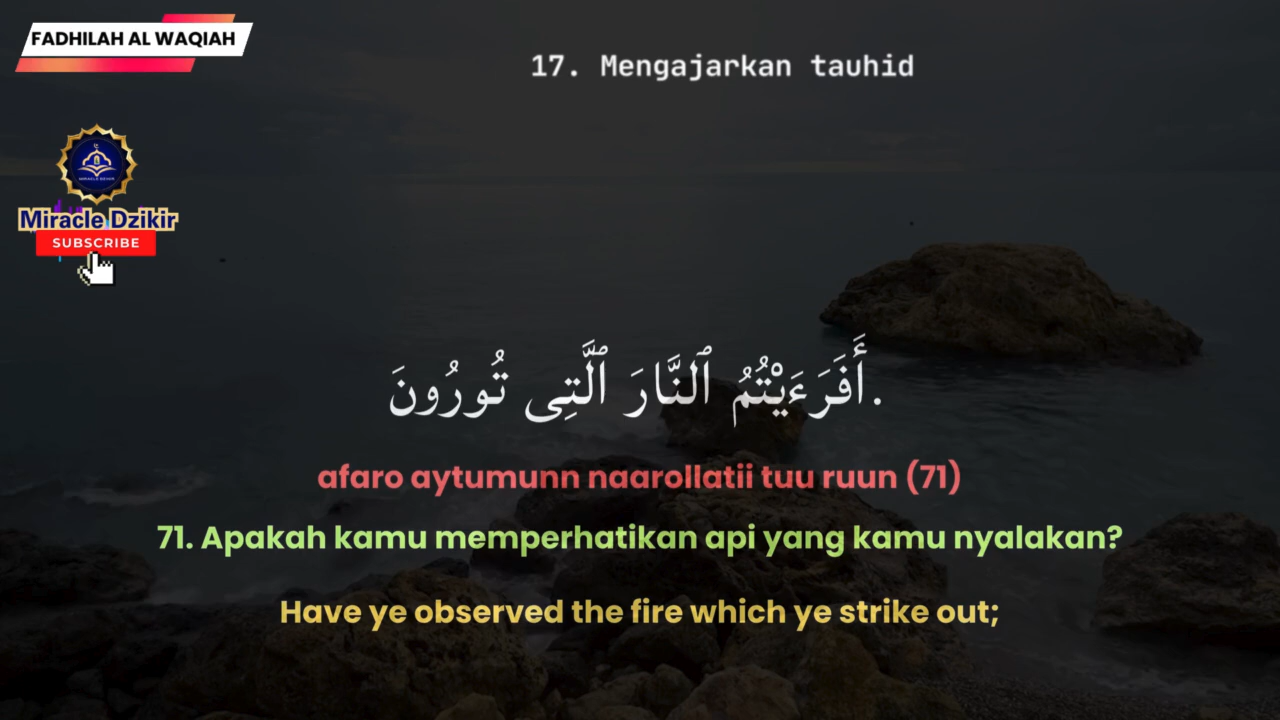 FADHILAH AL WAQIAH
17. Mengajarkan tauhid
Miracle Dzikir
SUBSCRIBE
أَفَرَءَيْتُمُ ٱلنَّارَ ٱلَّتِى تُورُونَ.
afaro aytumunn naarollatii tuu ruun (71)
71. Apakah kamu memperhatikan api yang kamu nyalakan?
Have ye observed the fire which ye strike out;